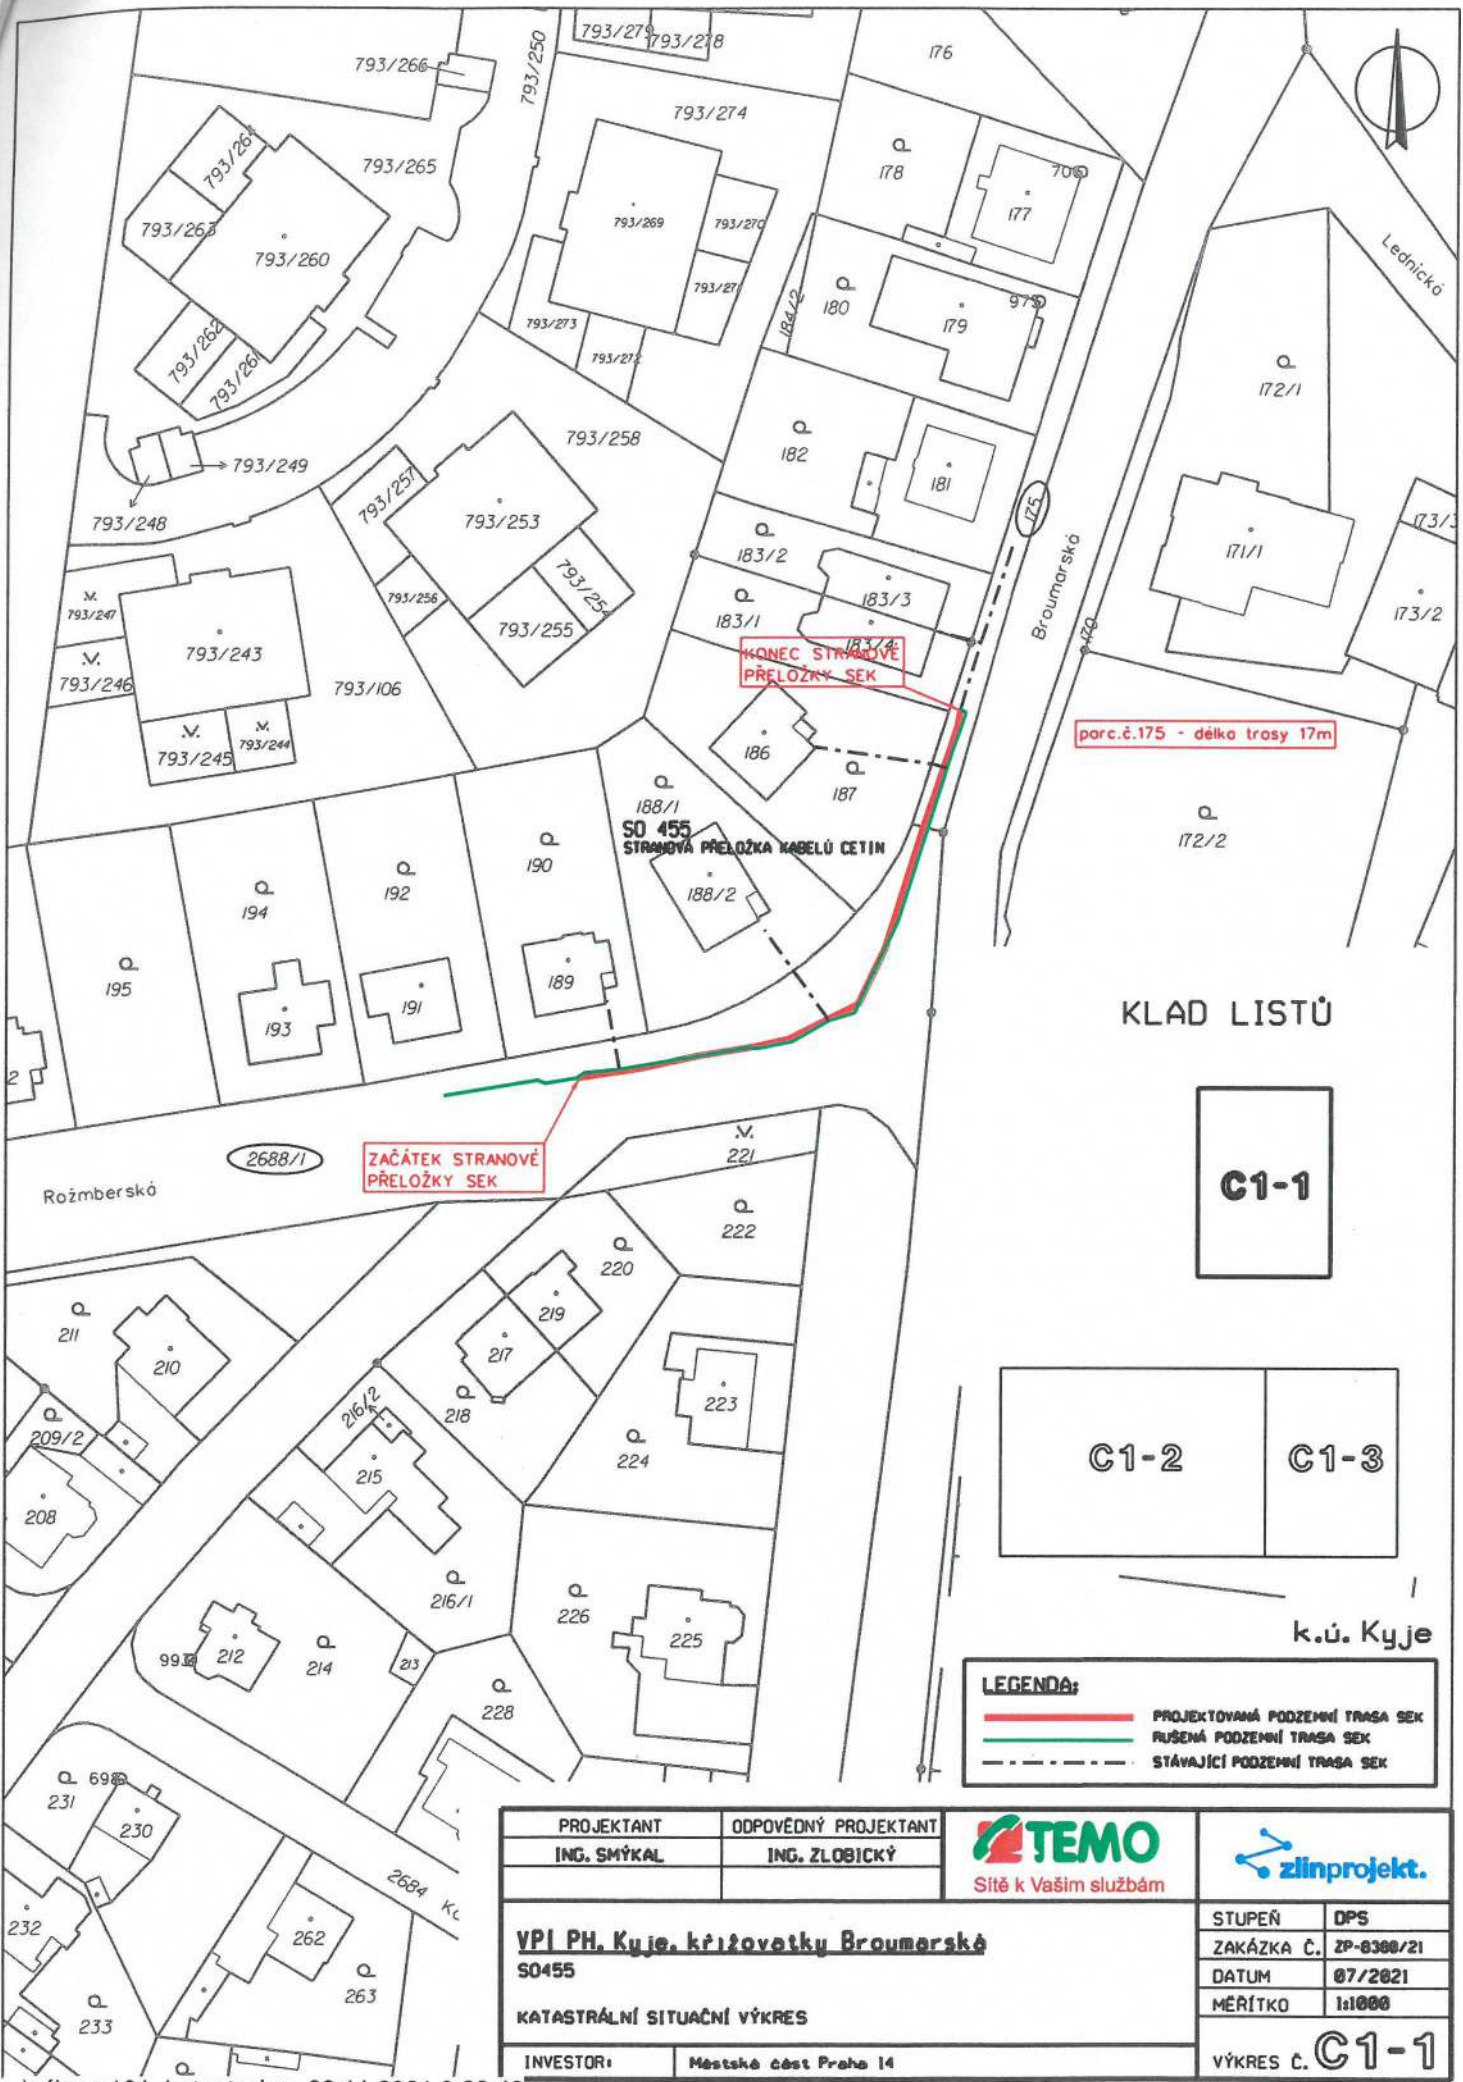 793/279
793/278
793/266
793/250
176
793/274
793/264
793/265
178
706
177
793/263
793/260
793/269
793/270
793/271
Lednická
180
184/2
975
179
793/273
793/272
793/262
793/261
172/1
793/258
182
793/249
793/257
181
793/248
793/253
175
173/3
183/2
171/1
Broumarská
793/254
793/247
793/256
183/3
183/1
173/2
793/243
793/255
183/4
170
793/246
793/106
KONEC STRANOVÉ
PŘELOŽKY SEK
793/245
793/244
186
parc.č.175 - délka trasy 17m
187
188/1
SO 455
STRANOVÁ PŘELOŽKA KABELŮ CETIN
172/2
190
192
194
188/2
195
189
191
193
KLAD LISTŮ
2688/1
ZAČÁTEK STRANOVÉ
PŘELOŽKY SEK
Rožmberská
221
C1-1
222
220
211
219
210
217
223
216/2
218
209/2
224
C1-2
C1-3
215
208
216/1
226
225
k.ú. Kyje
993
212
214
213
228
LEGENDA:
PROJEKTOVANÁ PODZEMNÍ TRASA SEK
RUŠENÁ PODZEMNÍ TRASA SEK
STÁVAJÍCÍ PODZEMNÍ TRASA SEK
231
698
230
2684
232
262
263
233
PROJEKTANT
ODPOVĚDNÝ PROJEKTANT
ING. SMÝKAL
ING. ZLOBICKÝ
TEMO
Sítě k Vašim službám
zlinprojekt.
VPI PH. Kyje, křižovatky Broumarská
SO455
KATASTRÁLNÍ SITUAČNÍ VÝKRES
STUPEŇ DPS
ZAKÁZKA Č. ZP-8300/21
DATUM 07/2021
MĚŘÍTKO 1:1000
VÝKRES Č. C1-1
INVESTOR: Městská část Praha 14